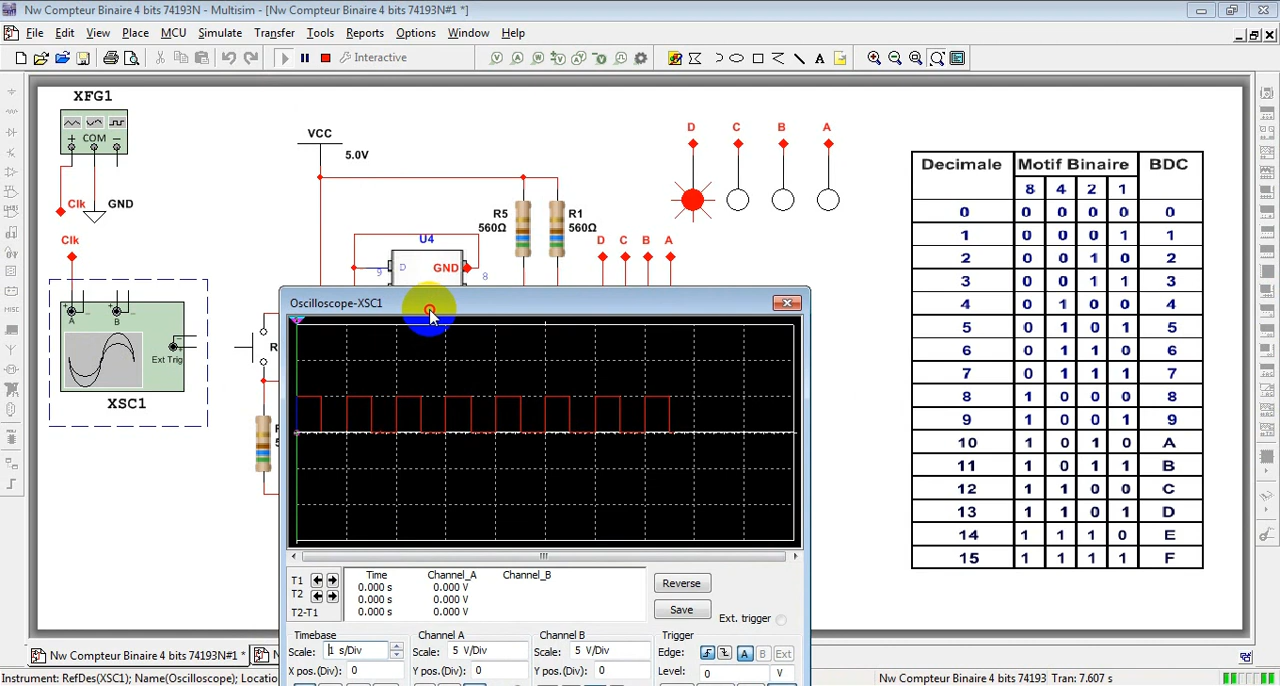 Nw Compteur Binaire 4 bits 74193N - Multisim - [Nw Compteur Binaire 4 bits 74193N#1 *]
File Edit View Place MCU Simulate Transfer Tools Reports Options Window Help
Interactive
XFG1
COM
Clk
GND
Clk
A B
Ext Trig
XSC1
VCC
5.0V
R5
560Ω
R1
560Ω
U4
9 D GND 8
D C B A
D C B A
Decimale Motif Binaire BDC
8 4 2 1
0 0 0 0 0 0
1 0 0 0 1 1
2 0 0 1 0 2
3 0 0 1 1 3
4 0 1 0 0 4
5 0 1 0 1 5
6 0 1 1 0 6
7 0 1 1 1 7
8 1 0 0 0 8
9 1 0 0 1 9
10 1 0 1 0 A
11 1 0 1 1 B
12 1 1 0 0 C
13 1 1 0 1 D
14 1 1 1 0 E
15 1 1 1 1 F
Oscilloscope-XSC1
T1
T2
T2-T1
Time Channel_A Channel_B
0.000 s 0.000 V
0.000 s 0.000 V
0.000 s 0.000 V
Reverse
Save
Ext. trigger
Timebase
Scale: 1 s/Div
X pos.(Div): 0
Channel A
Scale: 5 V/Div
Y pos.(Div): 0
Channel B
Scale: 5 V/Div
Y pos.(Div): 0
Trigger
Edge: A B Ext
Level: 0 V
Nw Compteur Binaire 4 bits 74193N#1 *
Instrument: RefDes(XSC1); Name(Oscilloscope); Locatio
Nw Compteur Binaire 4 bits 74193 Tran: 7.607 s